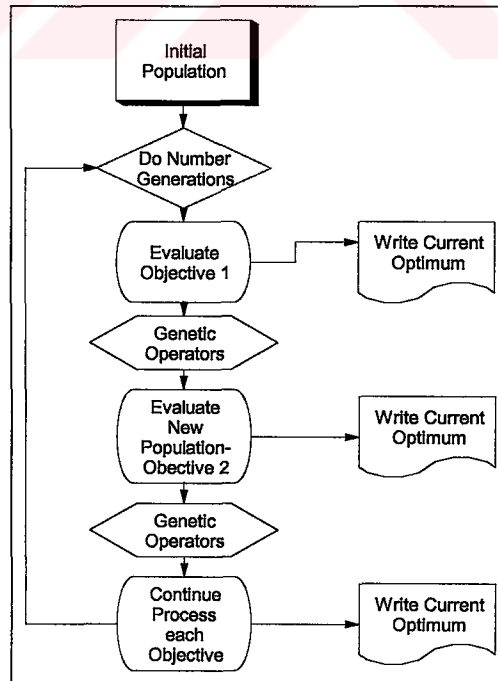 Initial
Population
Do Number
Generations
Evaluate
Objective 1
Write Current
Optimum
Genetic
Operators
Evaluate
New
Population-
Obective 2
Write Current
Optimum
Genetic
Operators
Continue
Process
each
Objective
Write Current
Optimum